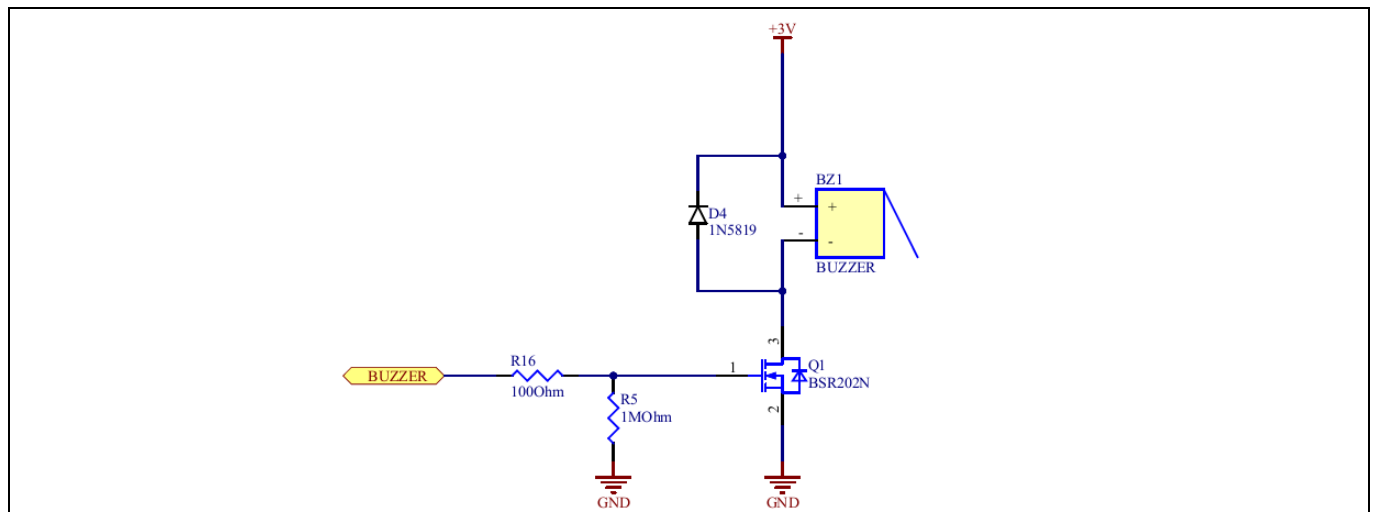 +3V
BZ1
+
+
D4
1N5819
-
-
BUZZER
3
R16
1
Q1
BUZZER
BSR202N
100Ohm
R5
2
1MOhm
GND
GND